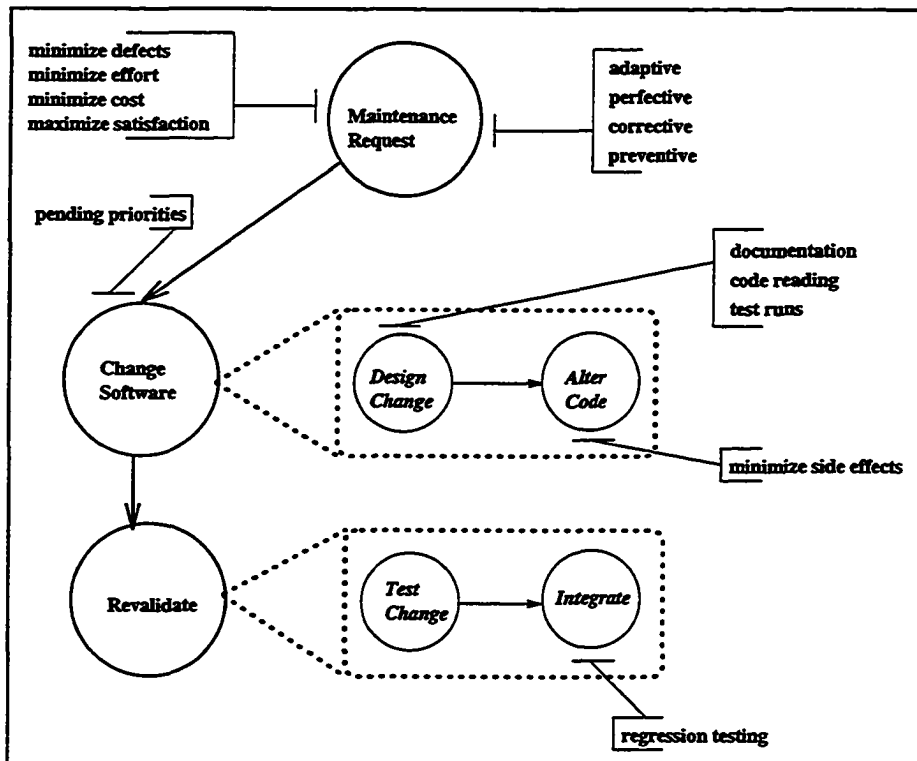 minimize defects
minimize effort
minimize cost
maximize satisfaction
Maintenance
Request
adaptive
perfective
corrective
preventive
pending priorities
documentation
code reading
test runs
Change
Software
Design
Change
Alter
Code
minimize side effects
Revalidate
Test
Change
Integrate
regression testing